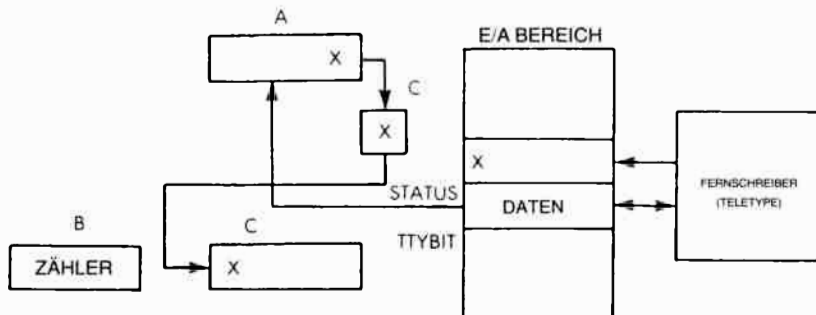 A
E/A BEREICH
X
C
X
X
STATUS
DATEN
FERNSCHREIBER
(TELETYPE)
B
C
TTYBIT
ZÄHLER
X